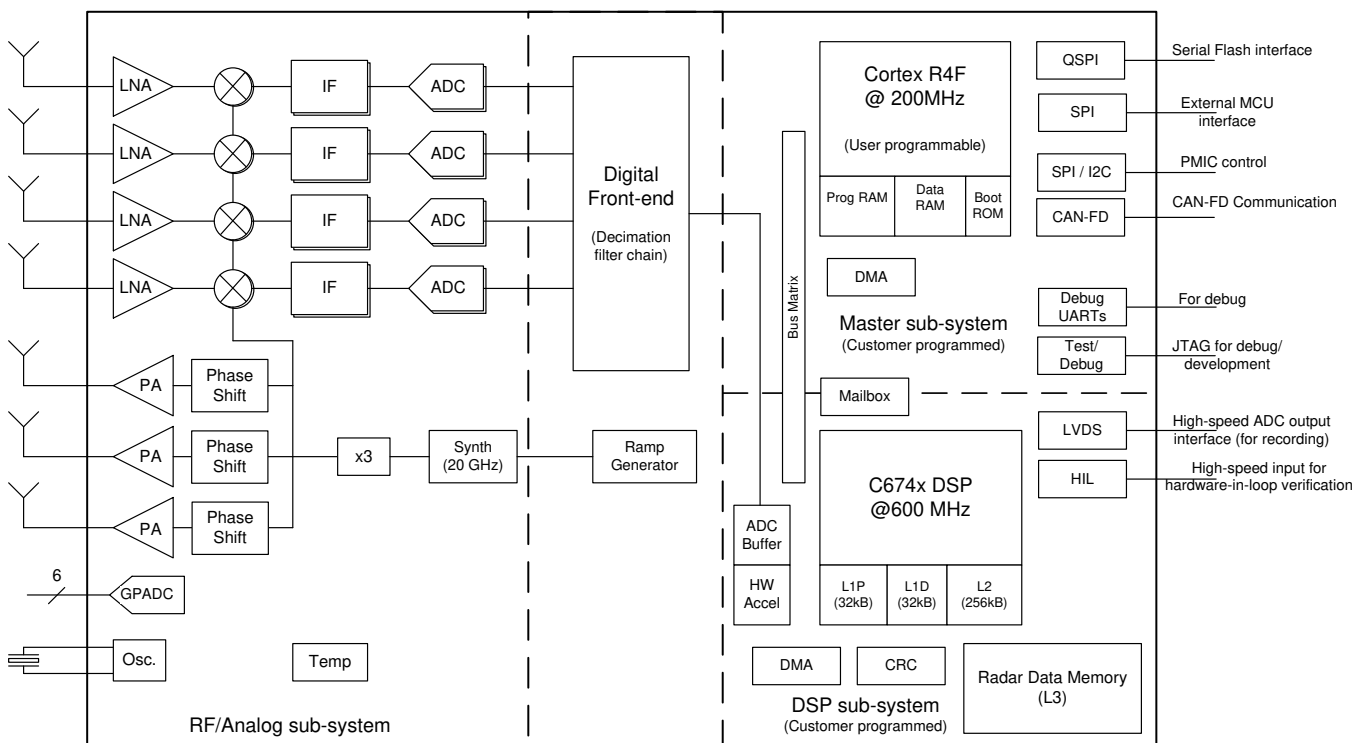 LNA
IF
ADC
LNA
IF
ADC
LNA
IF
ADC
LNA
IF
ADC
PA
Phase
Shift
PA
Phase
Shift
PA
Phase
Shift
x3
Synth
(20 GHz)
6
GPADC
Osc.
Temp
RF/Analog sub-system
Digital
Front-end
(Decimation
filter chain)
Ramp
Generator
ADC
Buffer
HW
Accel
Bus Matrix
Cortex R4F
@ 200MHz
(User programmable)
Prog RAM
Data
RAM
Boot
ROM
DMA
Master sub-system
(Customer programmed)
Mailbox
C674x DSP
@600 MHz
L1P
(32kB)
L1D
(32kB)
L2
(256kB)
DMA
CRC
DSP sub-system
(Customer programmed)
Radar Data Memory
(L3)
QSPI
Serial Flash interface
SPI
External MCU
interface
SPI / I2C
PMIC control
CAN-FD
CAN-FD Communication
Debug
UARTs
For debug
Test/
Debug
JTAG for debug/
development
LVDS
High-speed ADC output
interface (for recording)
HIL
High-speed input for
hardware-in-loop verification